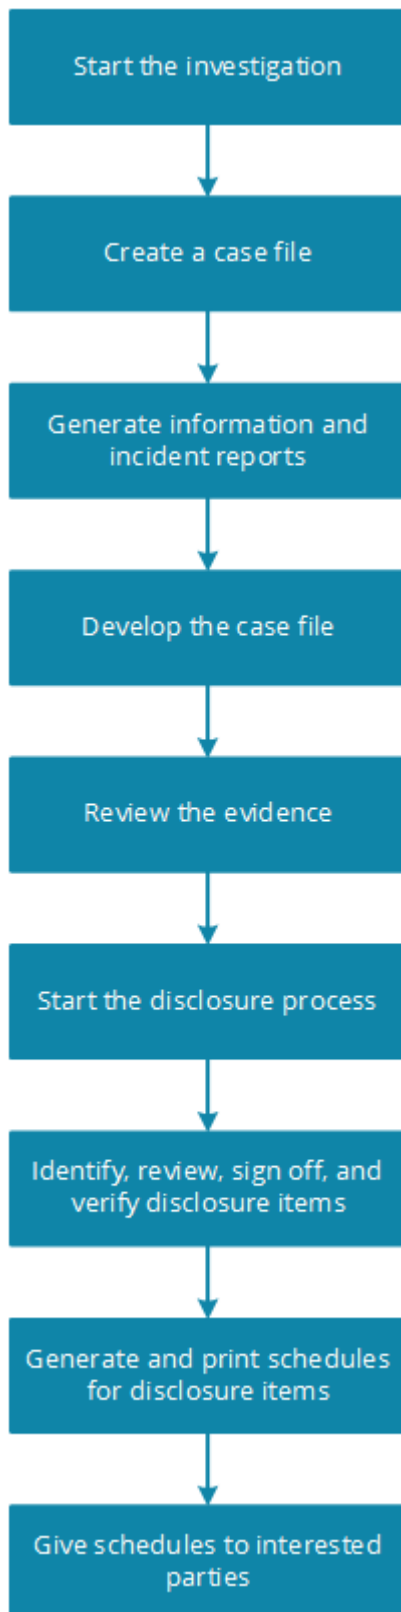 Start the investigation
Create a case file
Generate information and
incident reports
Develop the case file
Review the evidence
Start the disclosure process
Identify, review, sign off, and
verify disclosure items
Generate and print schedules
for disclosure items
Give schedules to interested
parties